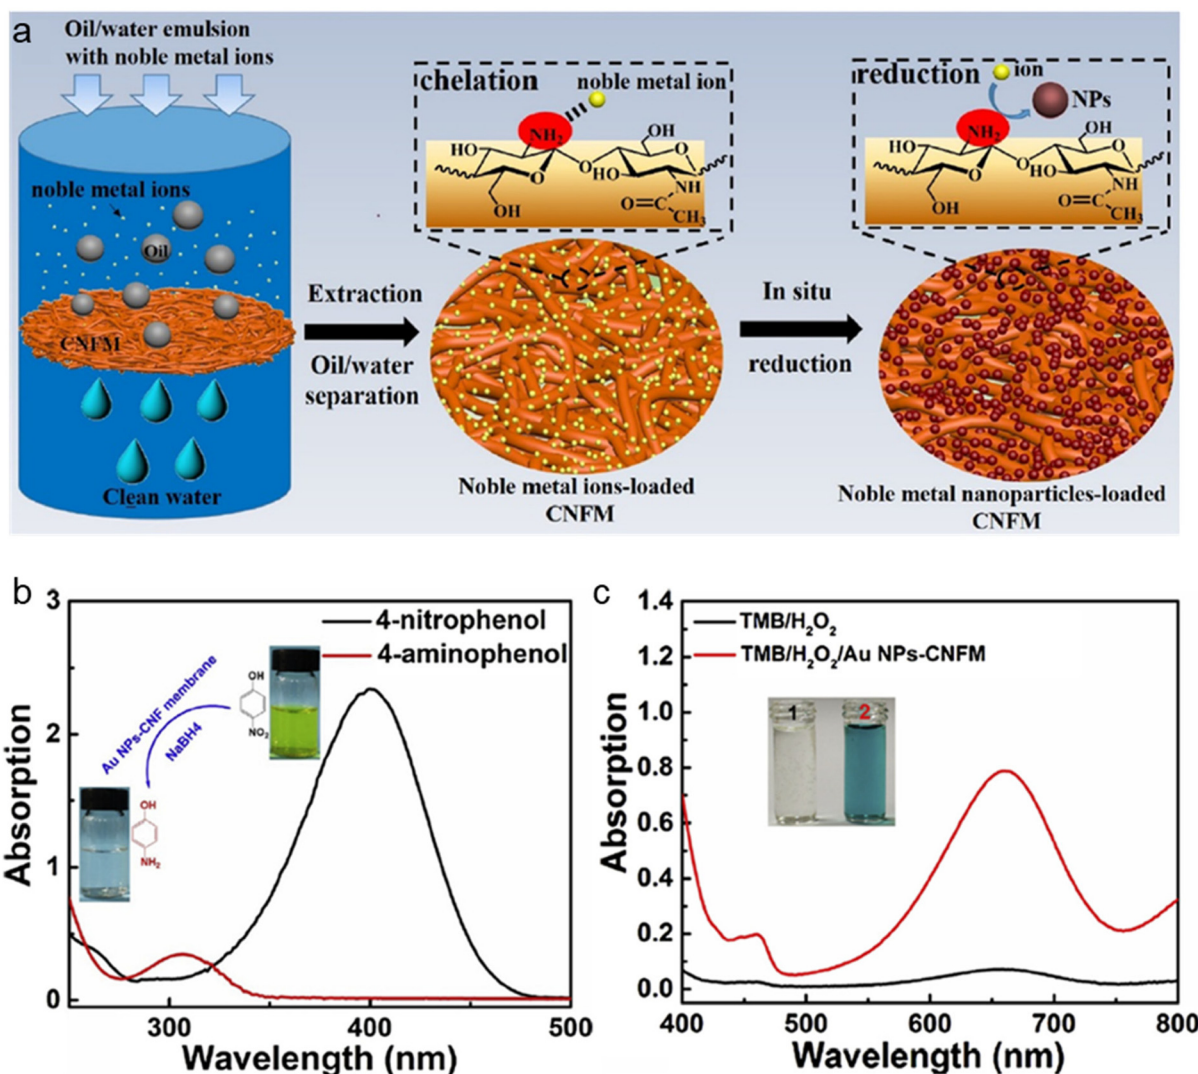 a
Oil/water emulsion
with noble metal ions
noble metal ions
Oil
CNFM
Clean water
Extraction
Oil/water
separation
chelation
noble metal ion
NH₂
HO
O
OH
O
HO
OH
O
NH
O=C
CH₃
Noble metal ions-loaded
CNFM
In situ
reduction
reduction
ion
NPs
NH₂
HO
O
OH
O
HO
OH
O
NH
O=C
CH₃
Noble metal nanoparticles-loaded
CNFM
b
3
2
1
0
Absorption
300
400
500
Wavelength (nm)
4-nitrophenol
4-aminophenol
Au NPs-CNF membrane
NaBH4
OH
NO₂
OH
NH₂
c
1.4
1.2
1.0
0.8
0.6
0.4
0.2
0.0
Absorption
400
500
600
700
800
Wavelength (nm)
TMB/H₂O₂
TMB/H₂O₂/Au NPs-CNFM
1
2